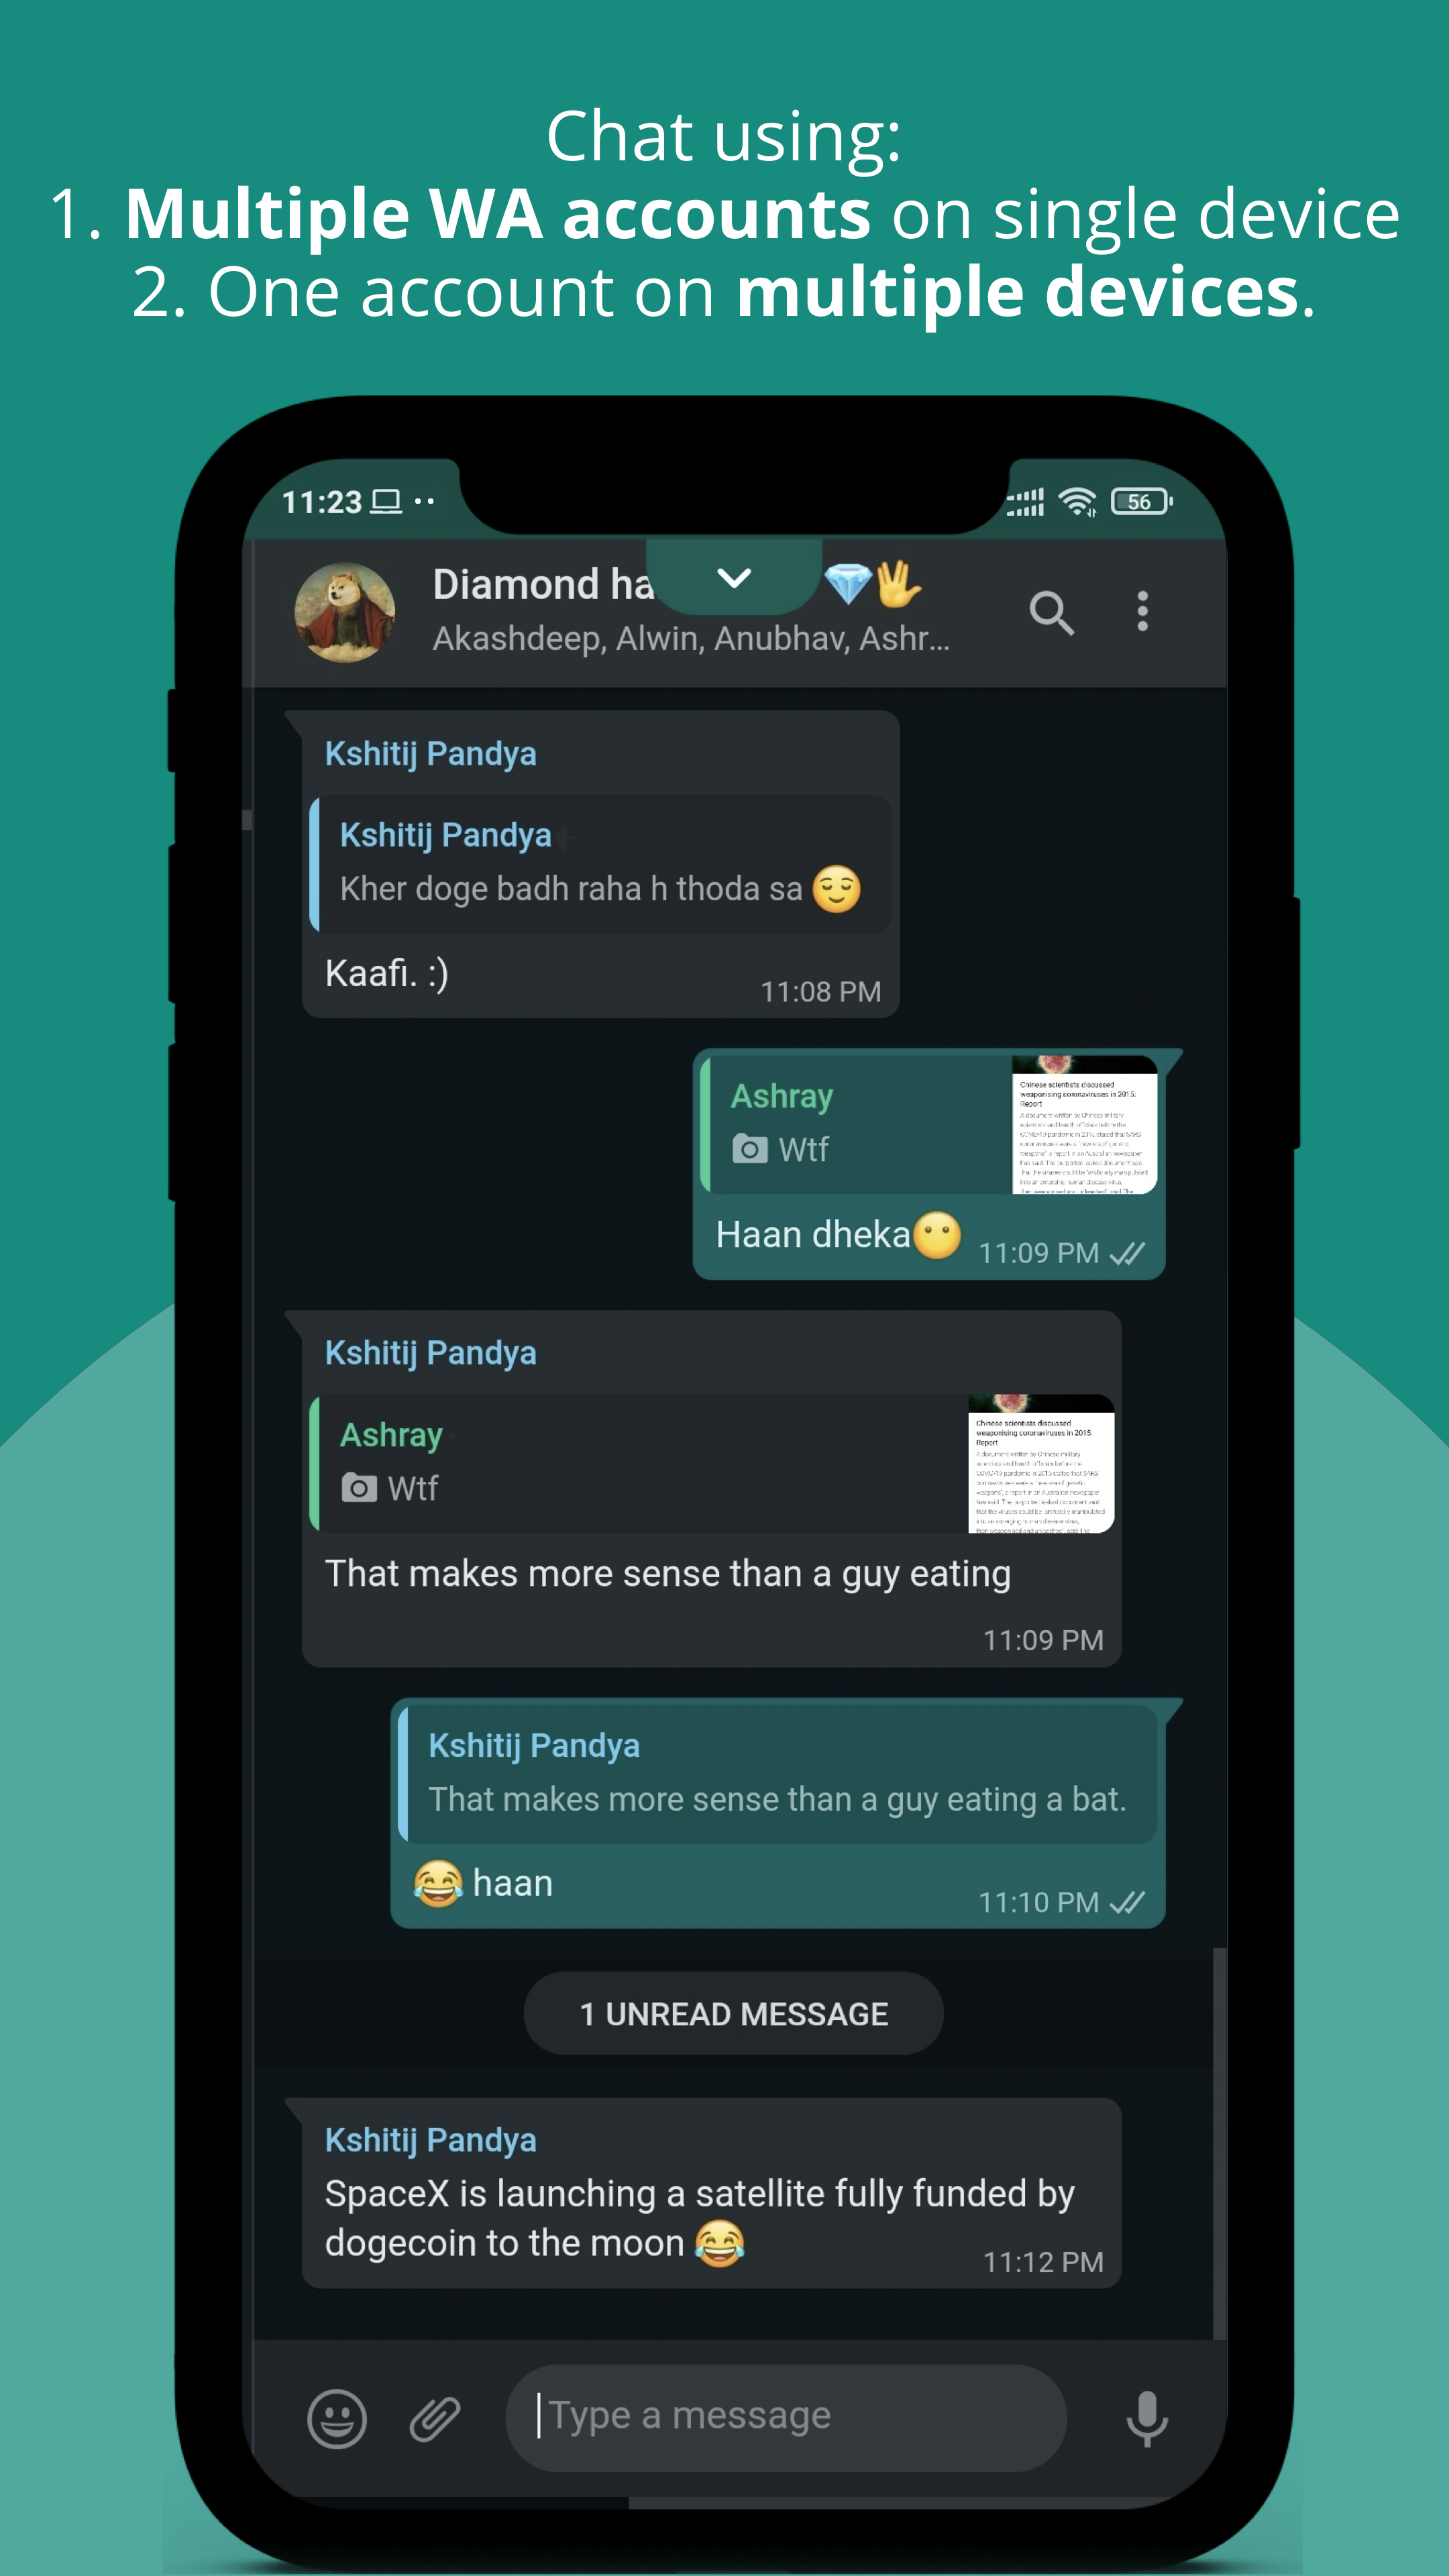 Chat using:
1. Multiple WA accounts on single device
2. One account on multiple devices.
11:23
56
Diamond ha 💎🖖
Akashdeep, Alwin, Anubhav, Ashr...
Kshitij Pandya
Kshitij Pandya
Kher doge badh raha h thoda sa 😌
Kaafi. :)
11:08 PM
Ashray
Wtf
Chinese scientists discussed
weaponising coronaviruses in 2015:
Report
Haan dheka😶
11:09 PM
Kshitij Pandya
Ashray
Wtf
Chinese scientists discussed
weaponising coronaviruses in 2015:
Report
That makes more sense than a guy eating
11:09 PM
Kshitij Pandya
That makes more sense than a guy eating a bat.
😂 haan
11:10 PM
1 UNREAD MESSAGE
Kshitij Pandya
SpaceX is launching a satellite fully funded by
dogecoin to the moon 😂
11:12 PM
Type a message